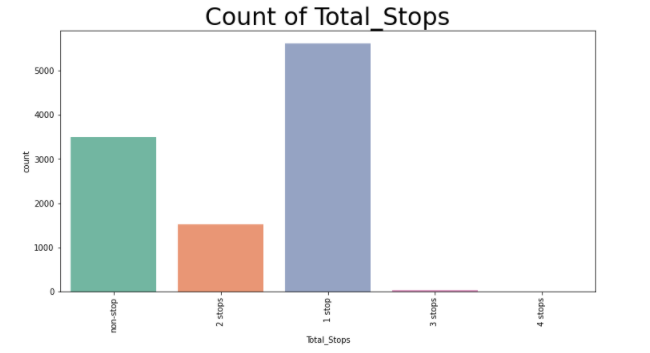 Count of Total_Stops
count
5000
4000
3000
2000
1000
0
non-stop
2 stops
1 stop
3 stops
4 stops
Total_Stops